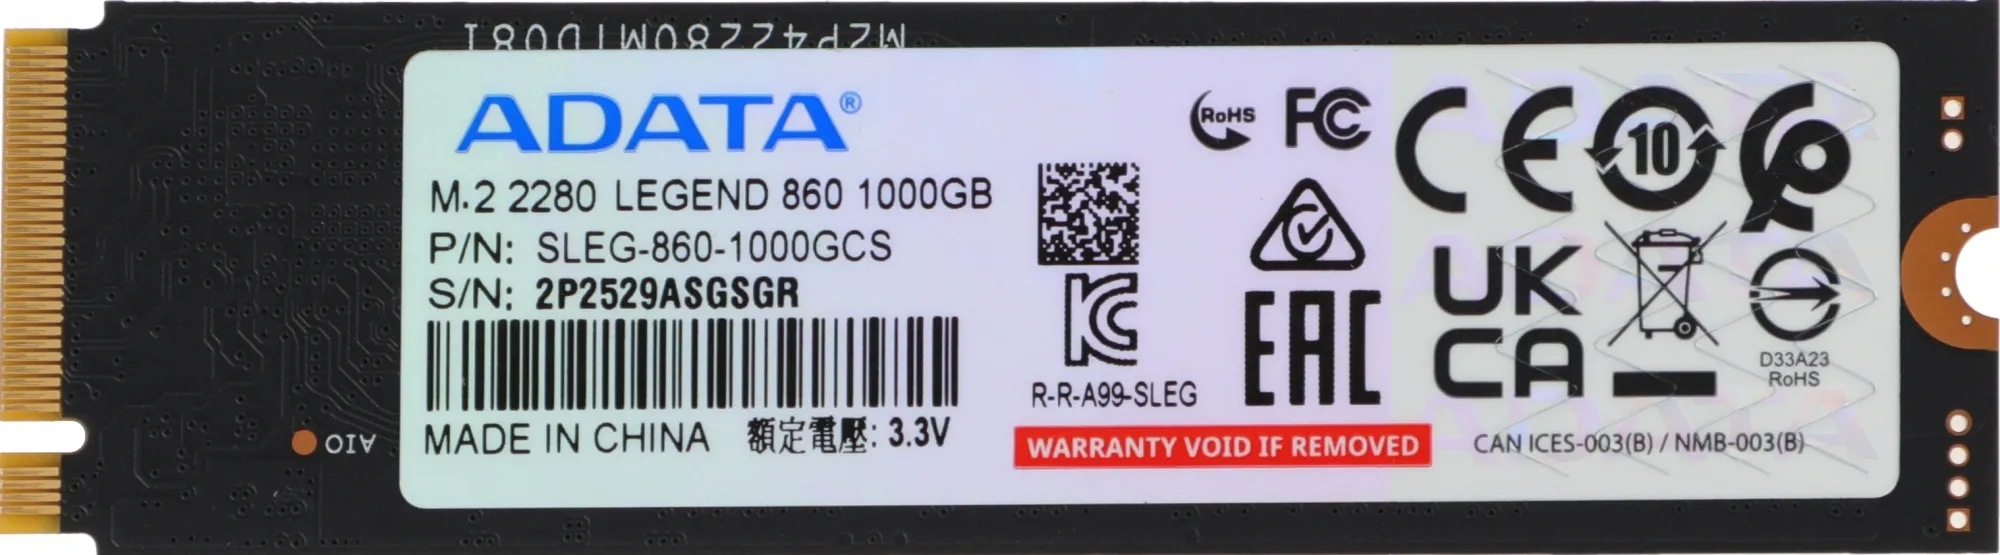 M2P42280M1D081
ADATA®
M.2 2280 LEGEND 860 1000GB
P/N: SLEG-860-1000GCS
S/N: 2P2529ASGSGR
MADE IN CHINA 額定電壓: 3.3V
RoHS
FC
CE
10
UK
CA
EAC
R-R-A99-SLEG
D33A23
RoHS
WARRANTY VOID IF REMOVED
CAN ICES-003(B) / NMB-003(B)
AIO